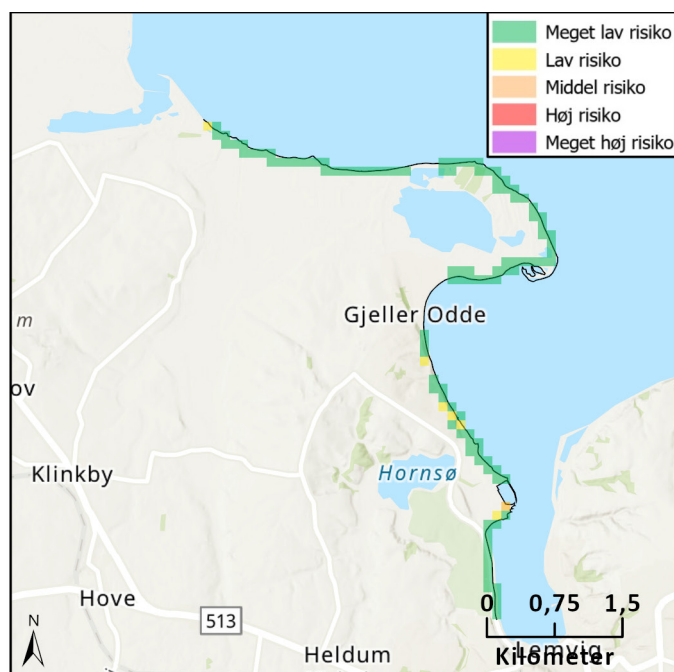 Meget lav risiko
Lav risiko
Middel risiko
Høj risiko
Meget høj risiko
Gjeller Odde
m
ov
Klinkby
Hornsø
Hove
513
Heldum
Lemvig
N
0 0,75 1,5
Kilometer